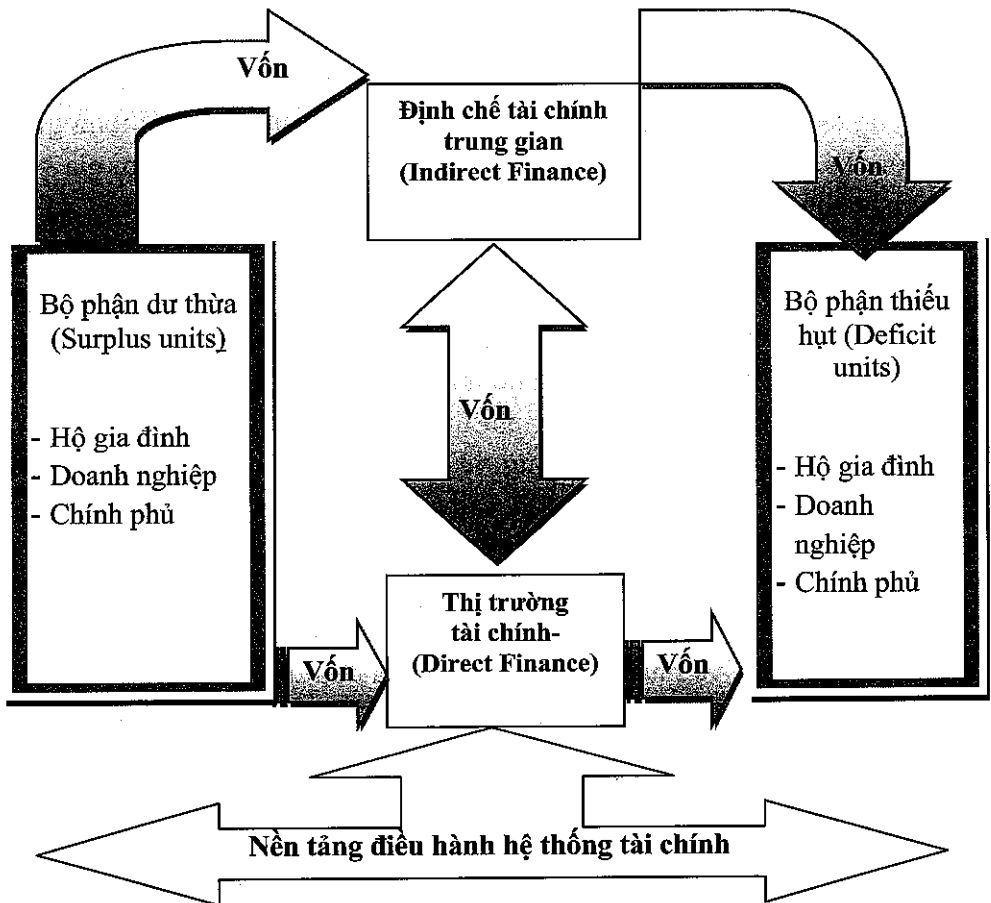 Vốn
Định chế tài chính
trung gian
(Indirect Finance)
Vốn
Bộ phận dư thừa
(Surplus units)
- Hộ gia đình
- Doanh nghiệp
- Chính phủ
Vốn
Bộ phận thiếu
hụt (Deficit
units)
- Hộ gia đình
- Doanh
nghiệp
- Chính phủ
Vốn
Thị trường
tài chính-
(Direct Finance)
Vốn
Nền tảng điều hành hệ thống tài chính